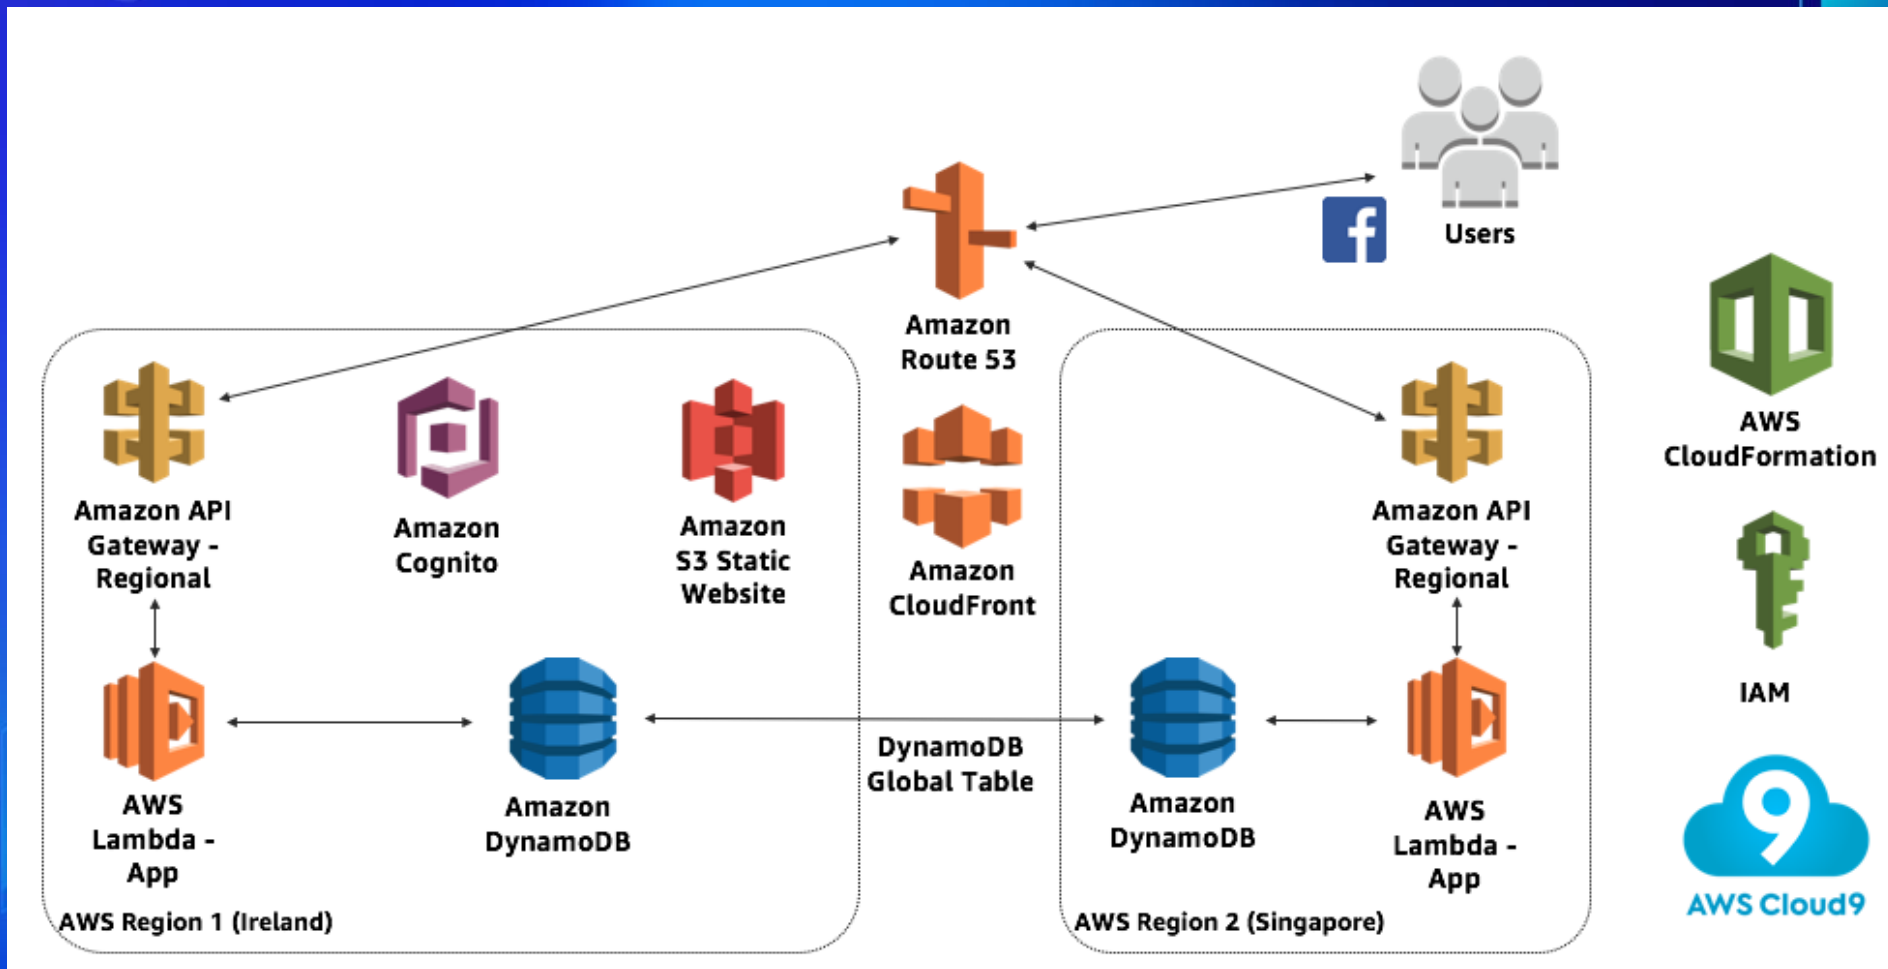 Users
Amazon
Route 53
Amazon API
Gateway -
Regional
Amazon
Cognito
Amazon
S3 Static
Website
Amazon
CloudFront
Amazon API
Gateway -
Regional
AWS
CloudFormation
IAM
AWS
Lambda -
App
Amazon
DynamoDB
DynamoDB
Global Table
Amazon
DynamoDB
AWS
Lambda -
App
9
AWS Cloud9
AWS Region 1 (Ireland)
AWS Region 2 (Singapore)